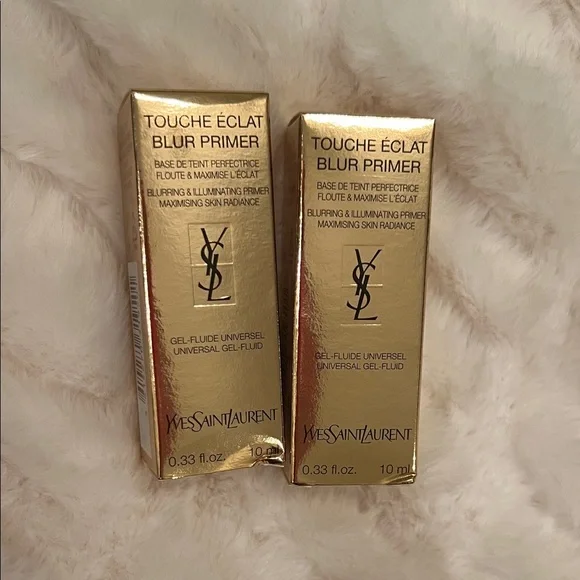 TOUCHE ÉCLAT
BLUR PRIMER
BASE DE TEINT PERFECTRICE
FLOUTE & MAXIMISE L'ÉCLAT
BLURRING & ILLUMINATING PRIMER
MAXIMISING SKIN RADIANCE
YSL
GEL-FLUIDE UNIVERSEL
UNIVERSAL GEL-FLUID
YVESSAINTLAURENT
0.33 fl.oz. 10 ml
TOUCHE ÉCLAT
BLUR PRIMER
BASE DE TEINT PERFECTRICE
FLOUTE & MAXIMISE L'ÉCLAT
BLURRING & ILLUMINATING PRIMER
MAXIMISING SKIN RADIANCE
YSL
GEL-FLUIDE UNIVERSEL
UNIVERSAL GEL-FLUID
YVESSAINTLAURENT
0.33 fl.oz. 10 ml